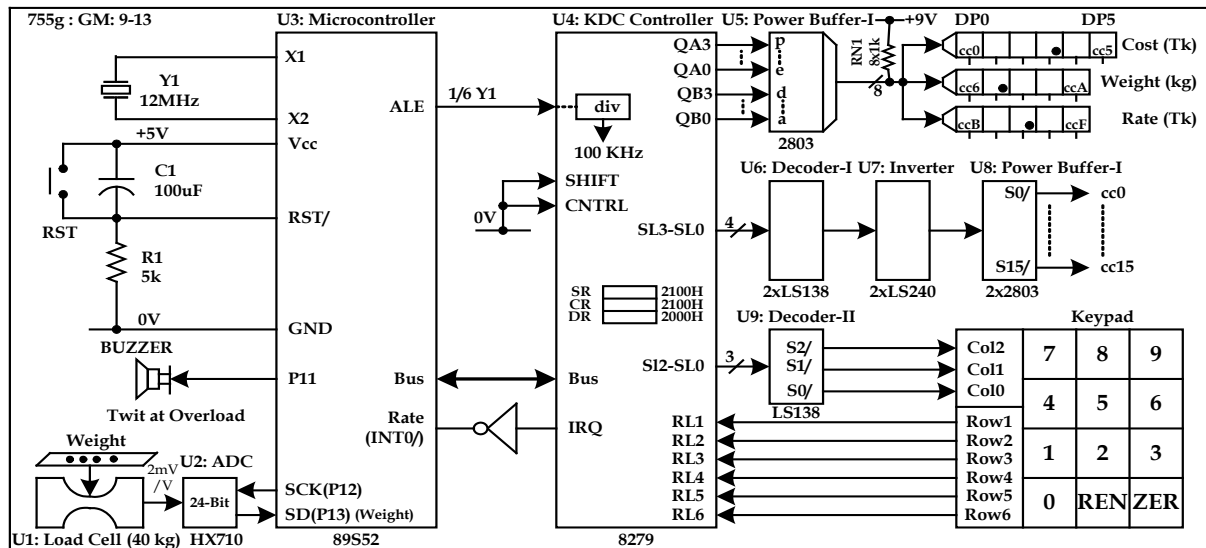 755g : GM: 9-13
U3: Microcontroller
U4: KDC Controller
U5: Power Buffer-I
+9V
DP0
DP5
X1
Y1
12MHz
X2
+5V
Vcc
C1
100uF
RST
RST/
R1
5k
0V
GND
BUZZER
P11
Twit at Overload
Weight
2mV
/V
U2: ADC
24-Bit
SCK(P12)
SD(P13) (Weight)
U1: Load Cell (40 kg)
HX710
89S52
ALE
1/6 Y1
Bus
Rate
(INT0/)
div
100 KHz
SHIFT
CNTRL
0V
SR
2100H
CR
2100H
DR
2000H
Bus
IRQ
8279
QA3
QA0
QB3
QB0
SL3-SL0
4
Sl2-SL0
3
RL1
RL2
RL3
RL4
RL5
RL6
p
e
d
a
2803
RN1
8x1k
8
cc0
cc5
Cost (Tk)
cc6
ccA
Weight (kg)
ccB
ccF
Rate (Tk)
U6: Decoder-I
2xLS138
U7: Inverter
2xLS240
U8: Power Buffer-I
S0/
S15/
cc0
cc15
2x2803
U9: Decoder-II
S2/
S1/
S0/
LS138
Keypad
Col2
Col1
Col0
Row1
Row2
Row3
Row4
Row5
Row6
7 8 9
4 5 6
1 2 3
0 REN ZER